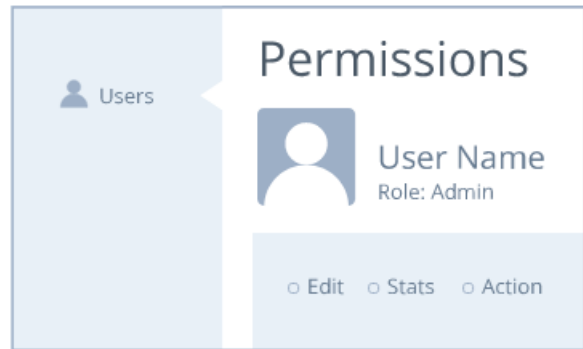 Users
Permissions
User Name
Role: Admin
Edit Stats Action